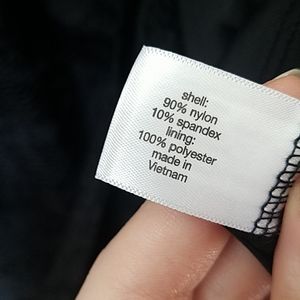 shell:
90% nylon
10% spandex
lining:
100% polyester
made in
Vietnam